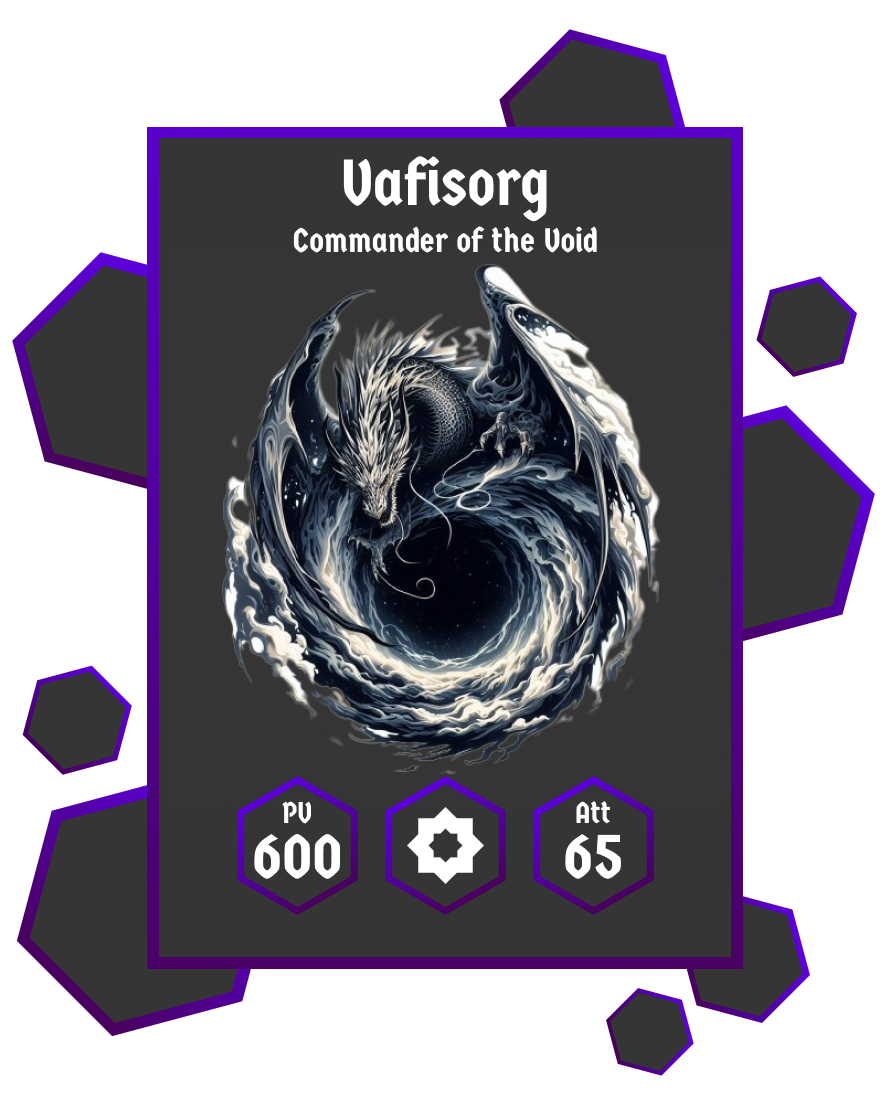 Vafisorg
Commander of the Void
PV
600
Att
65